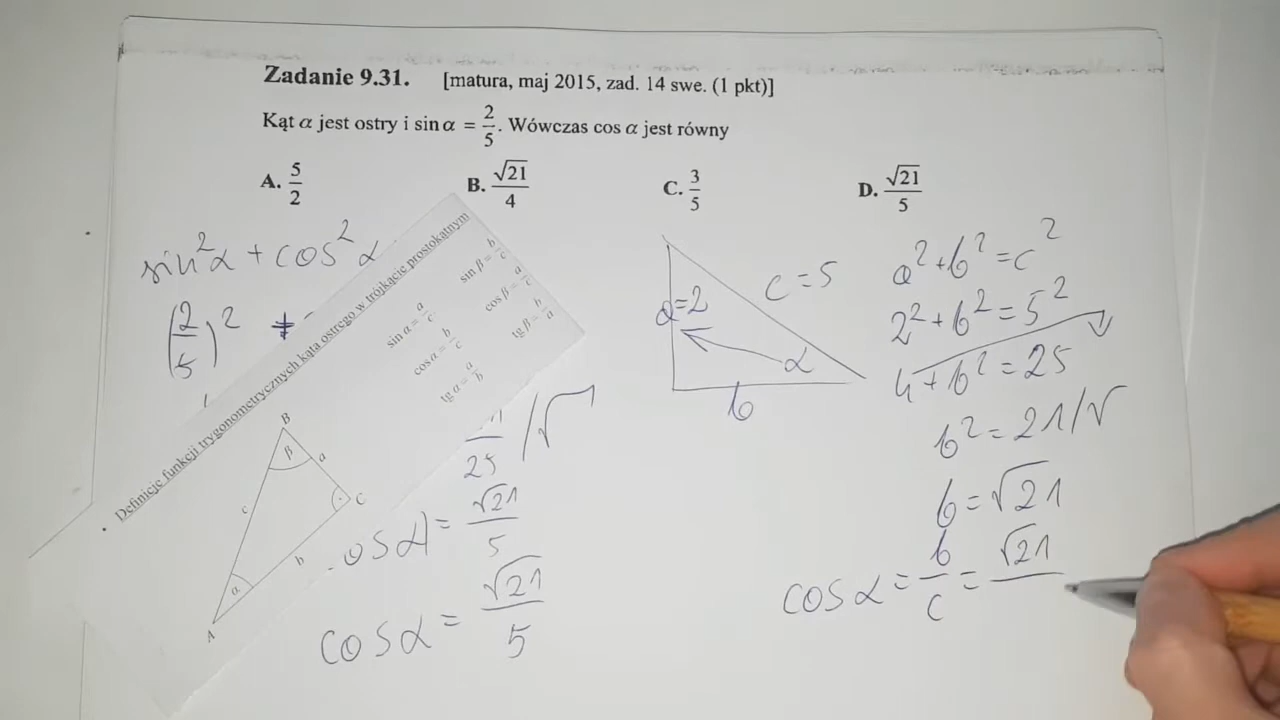 Zadanie 9.31. [matura, maj 2015, zad. 14 swe. (1 pkt)]
Kąt α jest ostry i sin α = 2/5. Wówczas cos α jest równy
A. 5/2 B. √21/4 C. 3/5 D. √21/5
sin²α + cos²α
(2/5)² +
25 /√
cos α| = √21/5
cos α = √21/5
• Definicje funkcji trygonometrycznych kąta ostrego w trójkącie prostokątnym
sin α = a/c sin β = b/c
cos α = b/c cos β = a/c
tg α = a/b tg β = b/a
B
β
a
c
C
b
α
A
a=2
c=5
α
b
a²+b²=c²
2²+b²=5²
4+b²=25
b²=21/√
b=√21
cos α = b/c = √21